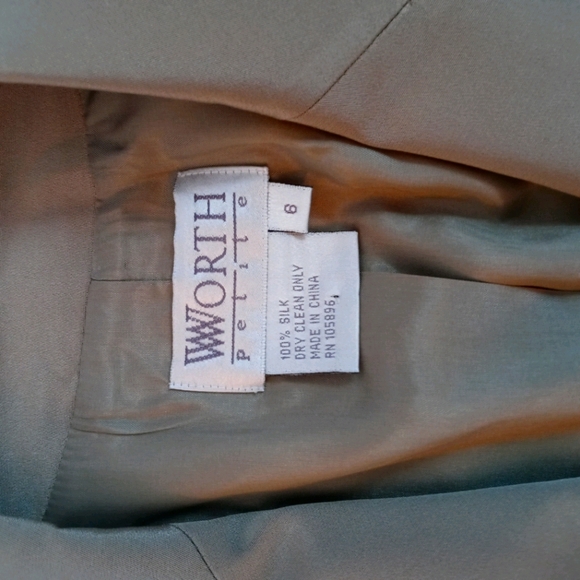 WORTH
petite
6
100% SILK
DRY CLEAN ONLY
MADE IN CHINA
RN 105896